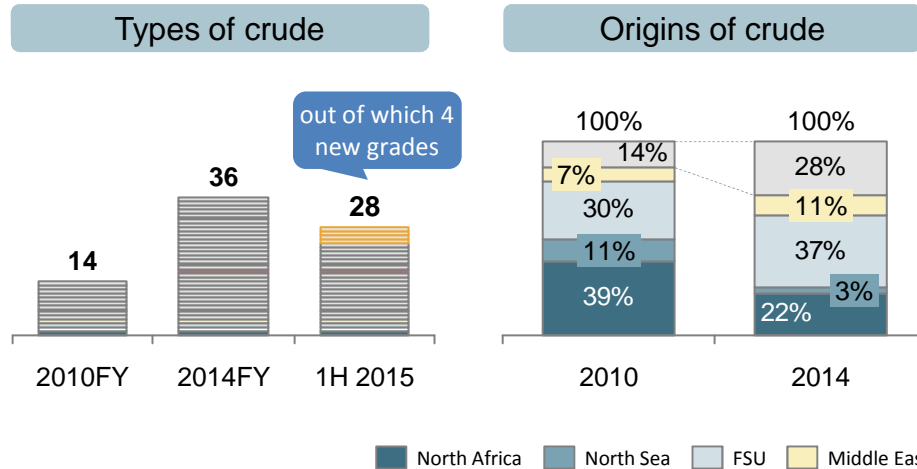 Types of crude
Origins of crude
out of which 4
new grades
14
36
28
2010FY
2014FY
1H 2015
100%
100%
14%
7%
30%
11%
39%
28%
11%
37%
3%
22%
2010
2014
North Africa
North Sea
FSU
Middle Eas